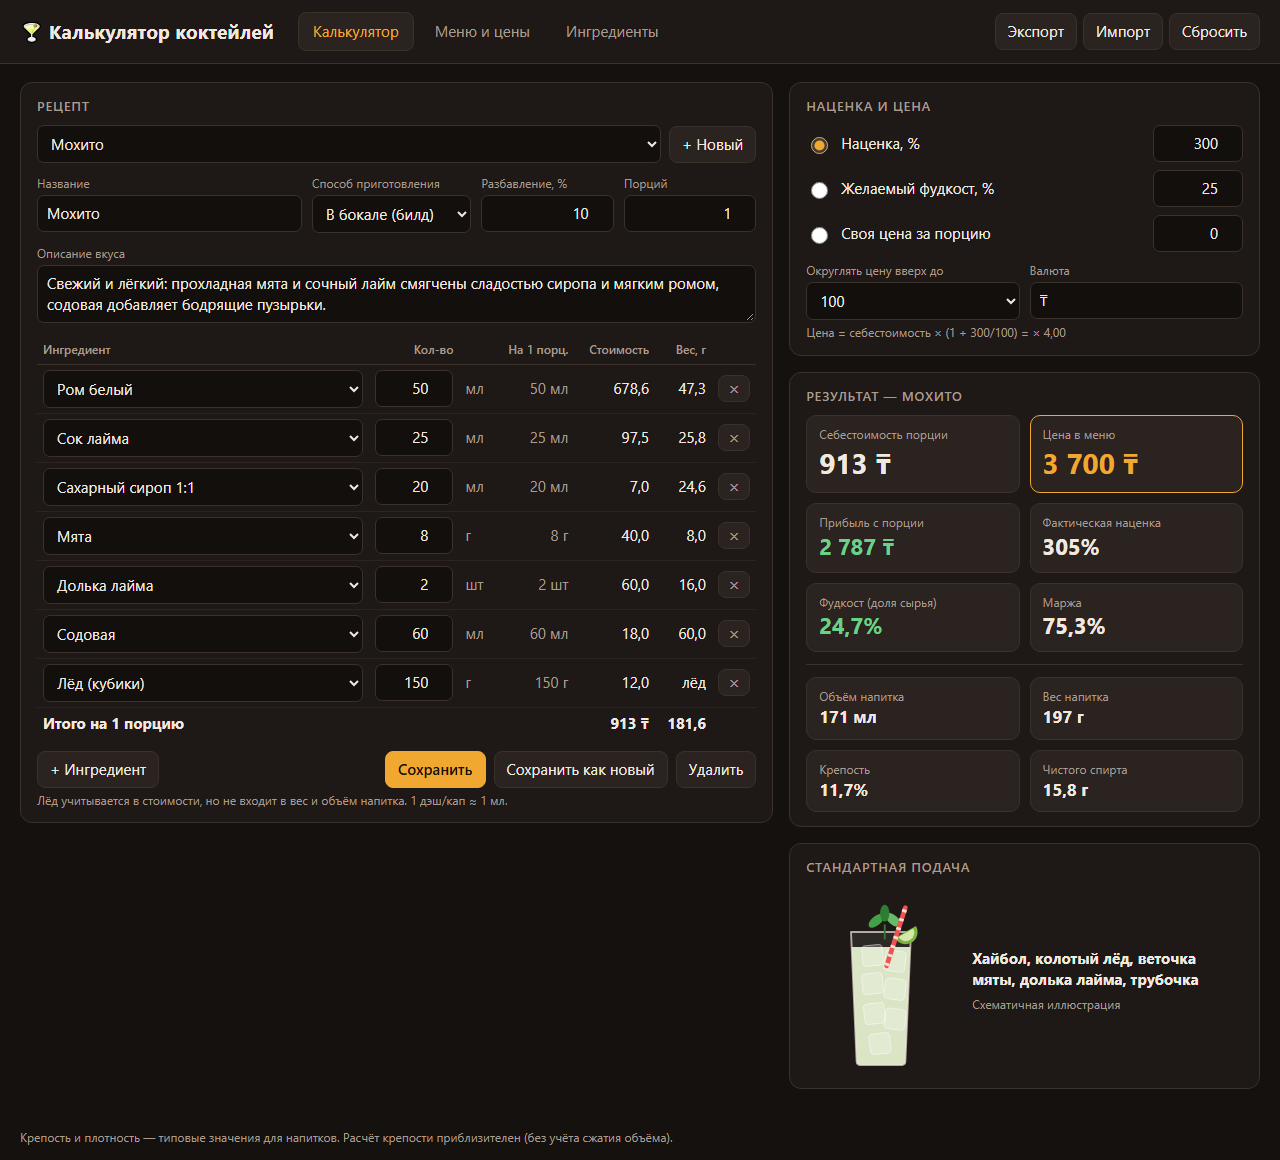 Калькулятор коктейлей
Калькулятор
Меню и цены
Ингредиенты
Экспорт
Импорт
Сбросить
РЕЦЕПТ
Мохито
+ Новый
Название
Способ приготовления
Разбавление, %
Порций
Мохито
В бокале (билд)
10
1
Описание вкуса
Свежий и лёгкий: прохладная мята и сочный лайм смягчены сладостью сиропа и мягким ромом,
содовая добавляет бодрящие пузырьки.
Ингредиент Кол-во На 1 порц. Стоимость Вес, г
Ром белый 50 мл 50 мл 678,6 47,3 ×
Сок лайма 25 мл 25 мл 97,5 25,8 ×
Сахарный сироп 1:1 20 мл 20 мл 7,0 24,6 ×
Мята 8 г 8 г 40,0 8,0 ×
Долька лайма 2 шт 2 шт 60,0 16,0 ×
Содовая 60 мл 60 мл 18,0 60,0 ×
Лёд (кубики) 150 г 150 г 12,0 лёд ×
Итого на 1 порцию 913 ₸ 181,6
+ Ингредиент
Сохранить
Сохранить как новый
Удалить
Лёд учитывается в стоимости, но не входит в вес и объём напитка. 1 дэш/кап ≈ 1 мл.
НАЦЕНКА И ЦЕНА
Наценка, % 300
Желаемый фудкост, % 25
Своя цена за порцию 0
Округлять цену вверх до
Валюта
100
₸
Цена = себестоимость × (1 + 300/100) = × 4,00
РЕЗУЛЬТАТ — МОХИТО
Себестоимость порции
913 ₸
Цена в меню
3 700 ₸
Прибыль с порции
2 787 ₸
Фактическая наценка
305%
Фудкост (доля сырья)
24,7%
Маржа
75,3%
Объём напитка
171 мл
Вес напитка
197 г
Крепость
11,7%
Чистого спирта
15,8 г
СТАНДАРТНАЯ ПОДАЧА
Хайбол, колотый лёд, веточка
мяты, долька лайма, трубочка
Схематичная иллюстрация
Крепость и плотность — типовые значения для напитков. Расчёт крепости приблизителен (без учёта сжатия объёма).